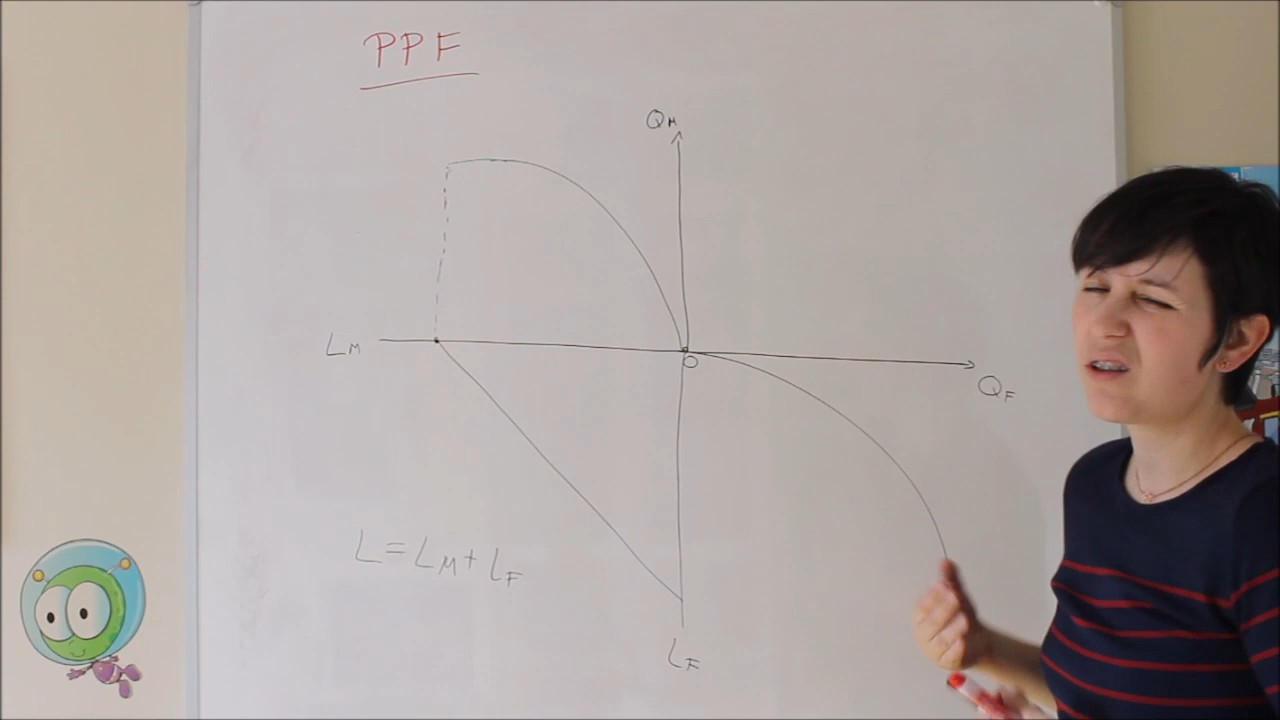 PPF
QM
LM
O
QF
L = LM + LF
LF